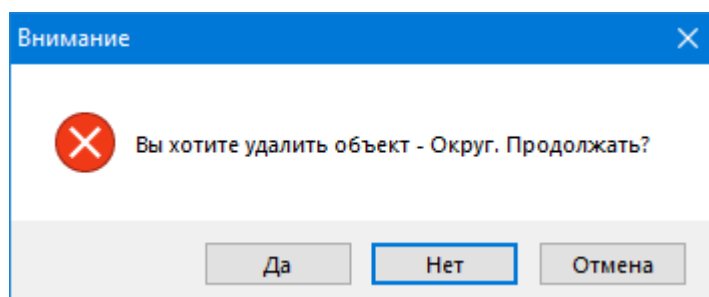 Внимание
Вы хотите удалить объект - Округ. Продолжать?
Да Нет Отмена